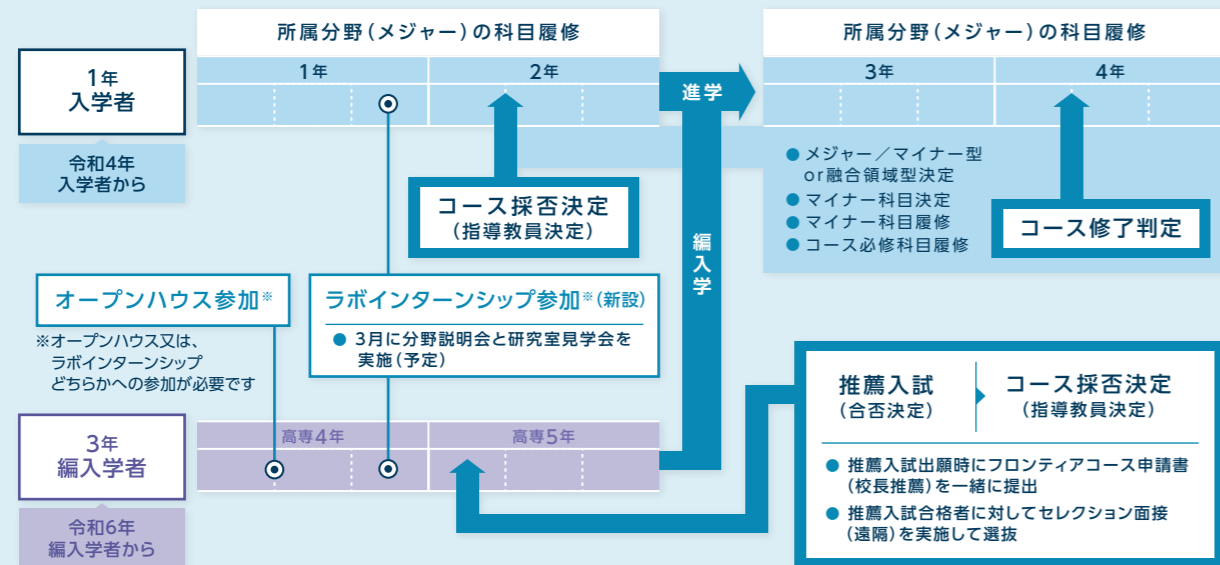 所属分野（メジャー）の科目履修
所属分野（メジャー）の科目履修
1年
2年
3年
4年
1年
入学者
進学
令和4年
入学者から
コース採否決定
（指導教員決定）
● メジャー／マイナー型
or融合領域型決定
● マイナー科目決定
● マイナー科目履修
● コース必修科目履修
コース修了判定
編入学
オープンハウス参加※
※オープンハウス又は、
ラボインターンシップ
どちらかへの参加が必要です
ラボインターンシップ参加※（新設）
● 3月に分野説明会と研究室見学会を
実施（予定）
3年
編入学者
高専4年
高専5年
令和6年
編入学者から
推薦入試
（合否決定）
コース採否決定
（指導教員決定）
● 推薦入試出願時にフロンティアコース申請書
（校長推薦）を一緒に提出
● 推薦入試合格者に対してセレクション面接
（遠隔）を実施して選抜